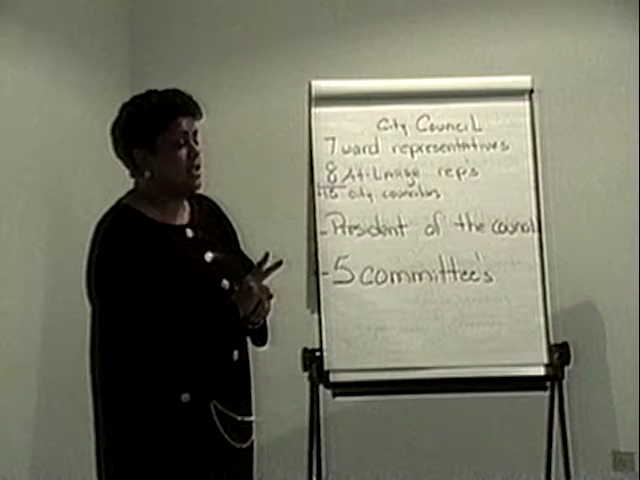 City Council
7 ward representatives
8 At-Large rep's
15 city councilors
- President of the council
- 5 committee's